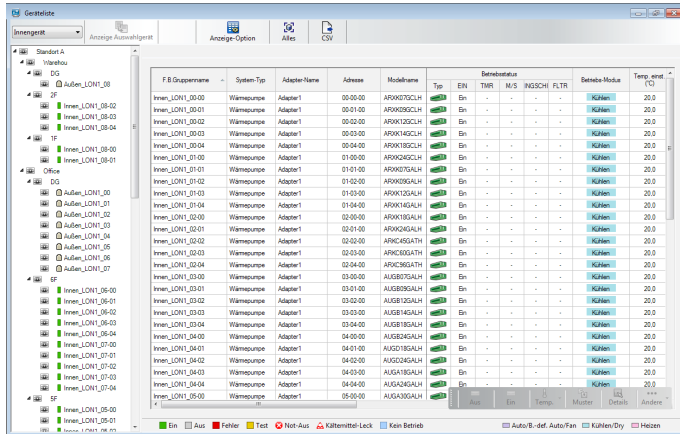 Geräteliste
Innengerät
Anzeige Auswahlgerät
Anzeige-Option
Alles
CSV
Standort A
Warehou
DG
Außen_LON1_08
2F
Innen_LON1_08-02
Innen_LON1_08-03
Innen_LON1_08-04
1F
Innen_LON1_08-00
Innen_LON1_08-01
Office
DG
Außen_LON1_00
Außen_LON1_01
Außen_LON1_02
Außen_LON1_03
Außen_LON1_04
Außen_LON1_05
Außen_LON1_06
Außen_LON1_07
6F
Innen_LON1_06-00
Innen_LON1_06-01
Innen_LON1_06-02
Innen_LON1_06-03
Innen_LON1_06-04
Innen_LON1_07-00
Innen_LON1_07-01
Innen_LON1_07-02
Innen_LON1_07-03
Innen_LON1_07-04
5F
Innen_LON1_05-00
Innen_LON1_05-01
Innen_LON1_05-02
F.B.Gruppenname System-Typ Adapter-Name Adresse Modellname Betriebsstatus Betriebs-Modus Temp. einst. (°C)
Typ EIN TMR M/S INGSCHI FLTR
Innen_LON1_00-00 Wärmepumpe Adapter1 00-00-00 ARXK07GCLH Ein - - - - Kühlen 20,0
Innen_LON1_00-01 Wärmepumpe Adapter1 00-01-00 ARXK09GCLH Ein - - - - Kühlen 20,0
Innen_LON1_00-02 Wärmepumpe Adapter1 00-02-00 ARXK12GCLH Ein - - - - Kühlen 20,0
Innen_LON1_00-03 Wärmepumpe Adapter1 00-03-00 ARXK14GCLH Ein - - - - Kühlen 20,0
Innen_LON1_00-04 Wärmepumpe Adapter1 00-04-00 ARXK18GCLH Ein - - - - Kühlen 20,0
Innen_LON1_01-00 Wärmepumpe Adapter1 01-00-00 ARXK24GCLH Ein - - - - Kühlen 20,0
Innen_LON1_01-01 Wärmepumpe Adapter1 01-01-00 ARXK07GALH Ein - - - - Kühlen 20,0
Innen_LON1_01-02 Wärmepumpe Adapter1 01-02-00 ARXK09GALH Ein - - - - Kühlen 20,0
Innen_LON1_01-03 Wärmepumpe Adapter1 01-03-00 ARXK12GALH Ein - - - - Kühlen 20,0
Innen_LON1_01-04 Wärmepumpe Adapter1 01-04-00 ARXK14GALH Ein - - - - Kühlen 20,0
Innen_LON1_02-00 Wärmepumpe Adapter1 02-00-00 ARXK18GALH Ein - - - - Kühlen 20,0
Innen_LON1_02-01 Wärmepumpe Adapter1 02-01-00 ARXK24GALH Ein - - - - Kühlen 20,0
Innen_LON1_02-02 Wärmepumpe Adapter1 02-02-00 ARKC45GATH Ein - - - - Kühlen 20,0
Innen_LON1_02-03 Wärmepumpe Adapter1 02-03-00 ARKC60GATH Ein - - - - Kühlen 20,0
Innen_LON1_02-04 Wärmepumpe Adapter1 02-04-00 ARXC96GATH Ein - - - - Kühlen 20,0
Innen_LON1_03-00 Wärmepumpe Adapter1 03-00-00 AUGB07GALH Ein - - - - Kühlen 20,0
Innen_LON1_03-01 Wärmepumpe Adapter1 03-01-00 AUGB09GALH Ein - - - - Kühlen 20,0
Innen_LON1_03-02 Wärmepumpe Adapter1 03-02-00 AUGB12GALH Ein - - - - Kühlen 20,0
Innen_LON1_03-03 Wärmepumpe Adapter1 03-03-00 AUGB14GALH Ein - - - - Kühlen 20,0
Innen_LON1_03-04 Wärmepumpe Adapter1 03-04-00 AUGB18GALH Ein - - - - Kühlen 20,0
Innen_LON1_04-00 Wärmepumpe Adapter1 04-00-00 AUGB24GALH Ein - - - - Kühlen 20,0
Innen_LON1_04-01 Wärmepumpe Adapter1 04-01-00 AUGD18GALH Ein - - - - Kühlen 20,0
Innen_LON1_04-02 Wärmepumpe Adapter1 04-02-00 AUGD24GALH Ein - - - - Kühlen 20,0
Innen_LON1_04-03 Wärmepumpe Adapter1 04-03-00 AUGA18GALH Ein - - - - Kühlen 20,0
Innen_LON1_04-04 Wärmepumpe Adapter1 04-04-00 AUGA24GALH Ein - - - - Kühlen 20,0
Innen_LON1_05-00 Wärmepumpe Adapter1 05-00-00 AUGA30GALH
Aus Ein Temp. Muster Details Andere
Ein Aus Fehler Test Not-Aus Kältemittel-Leck Kein Betrieb Auto/B.-def. Auto/Fan Kühlen/Dry Heizen